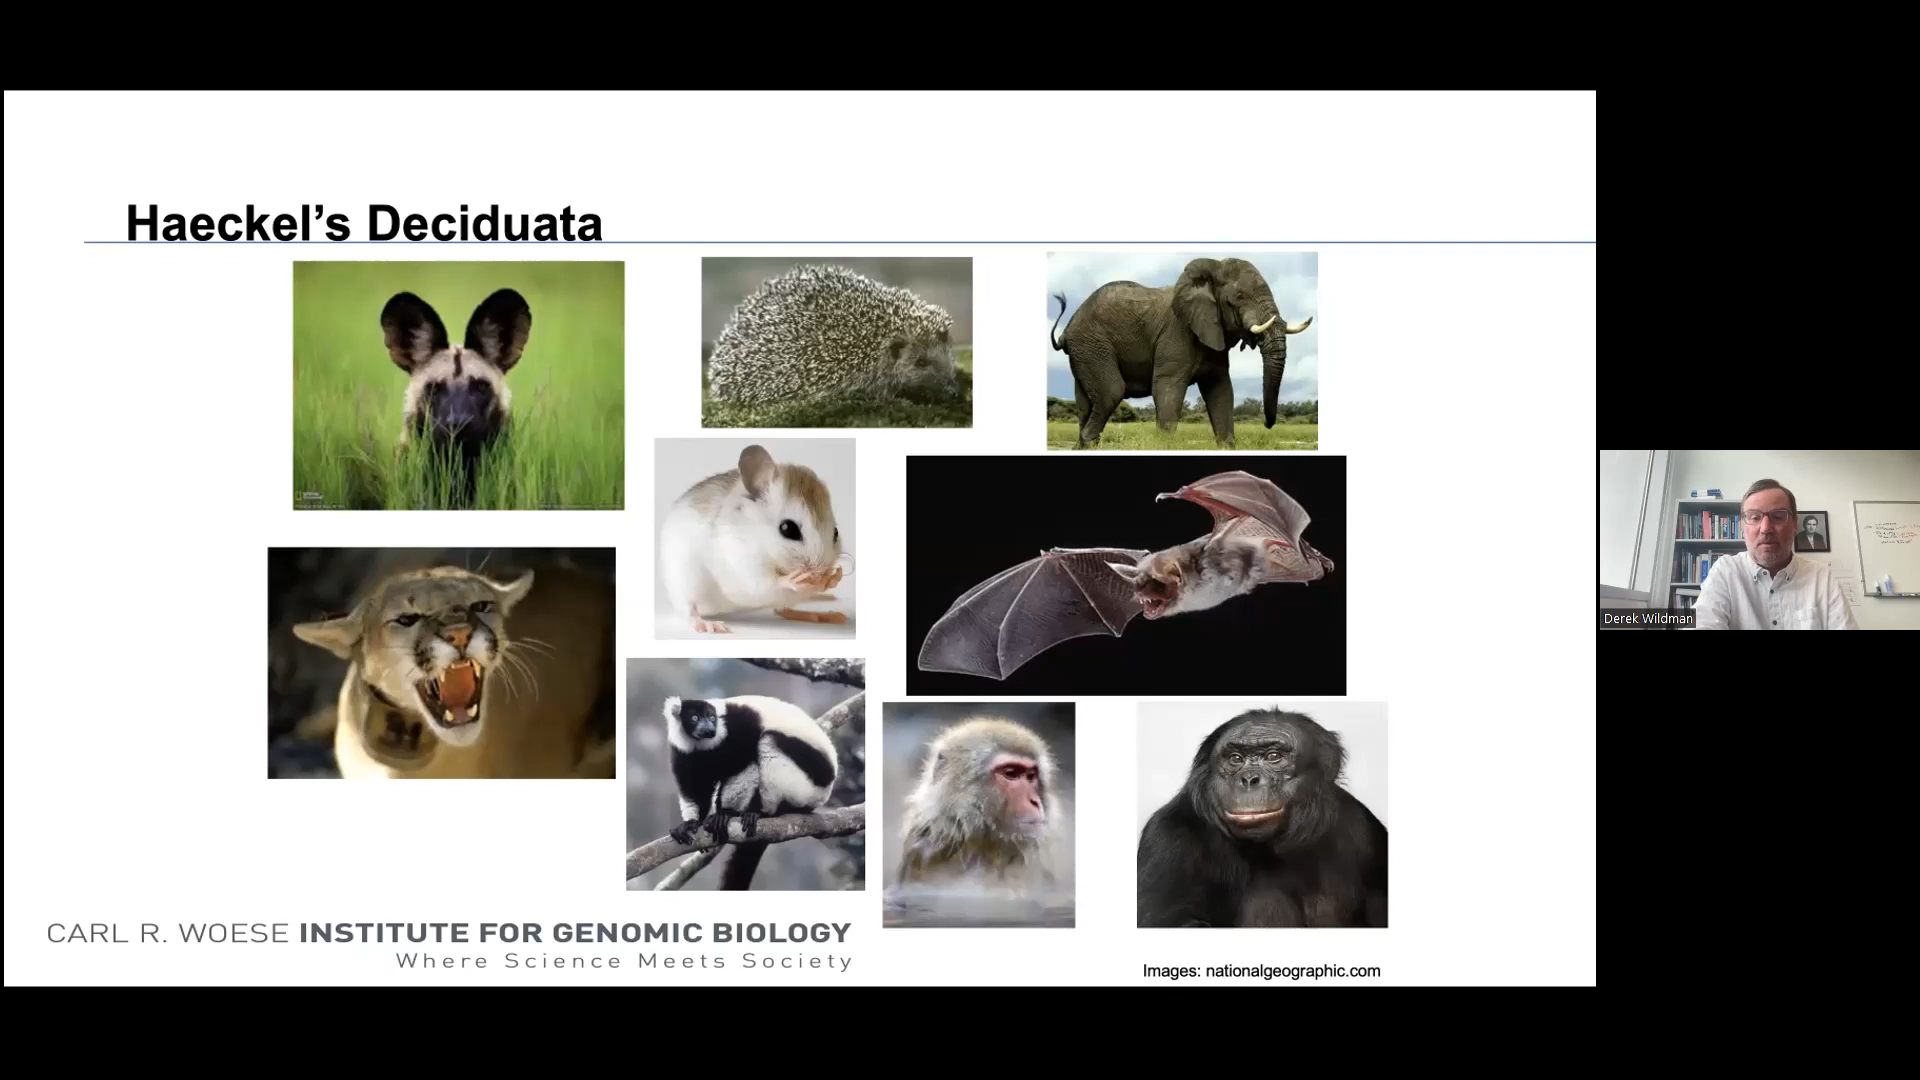 Haeckel's Deciduata
CARL R. WOESE INSTITUTE FOR GENOMIC BIOLOGY
Where Science Meets Society
Images: nationalgeographic.com
Derek Wildman